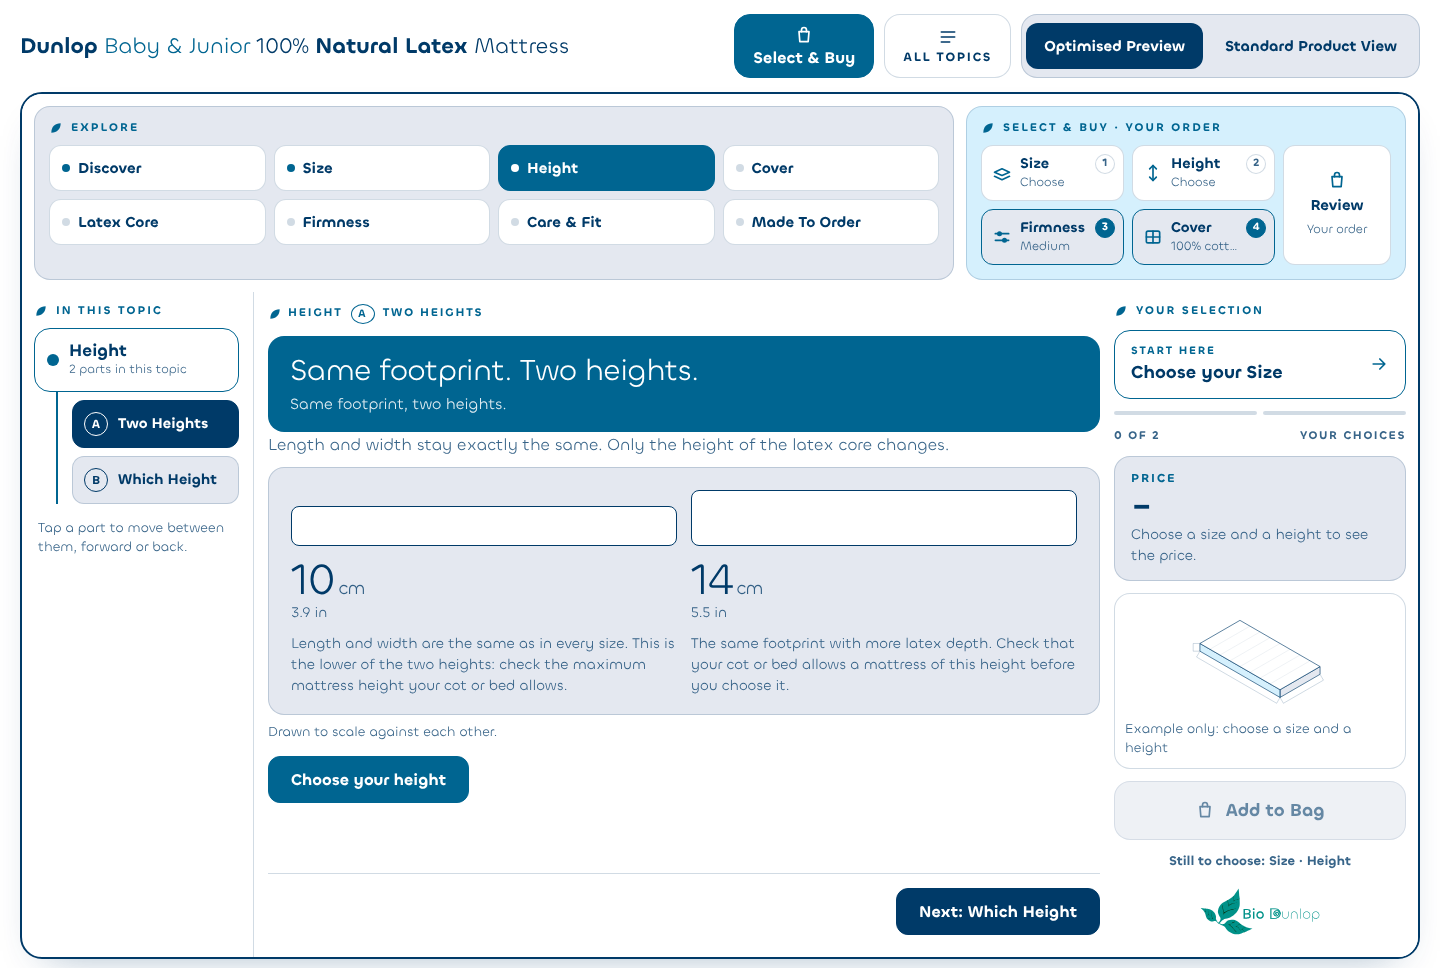 Dunlop Baby & Junior 100% Natural Latex Mattress
Select & Buy
ALL TOPICS
Optimised Preview
Standard Product View
EXPLORE
Discover
Size
Height
Cover
Latex Core
Firmness
Care & Fit
Made To Order
SELECT & BUY · YOUR ORDER
Size 1
Choose
Height 2
Choose
Firmness 3
Medium
Cover 4
100% cott...
Review
Your order
IN THIS TOPIC
Height
2 parts in this topic
A Two Heights
B Which Height
Tap a part to move between
them, forward or back.
HEIGHT A TWO HEIGHTS
Same footprint. Two heights.
Same footprint, two heights.
Length and width stay exactly the same. Only the height of the latex core changes.
10 cm
3.9 in
Length and width are the same as in every size. This is
the lower of the two heights: check the maximum
mattress height your cot or bed allows.
14 cm
5.5 in
The same footprint with more latex depth. Check that
your cot or bed allows a mattress of this height before
you choose it.
Drawn to scale against each other.
Choose your height
Next: Which Height
YOUR SELECTION
START HERE
Choose your Size
0 OF 2
YOUR CHOICES
PRICE
–
Choose a size and a height to see
the price.
Example only: choose a size and a
height
Add to Bag
Still to choose: Size · Height
Bio Dunlop